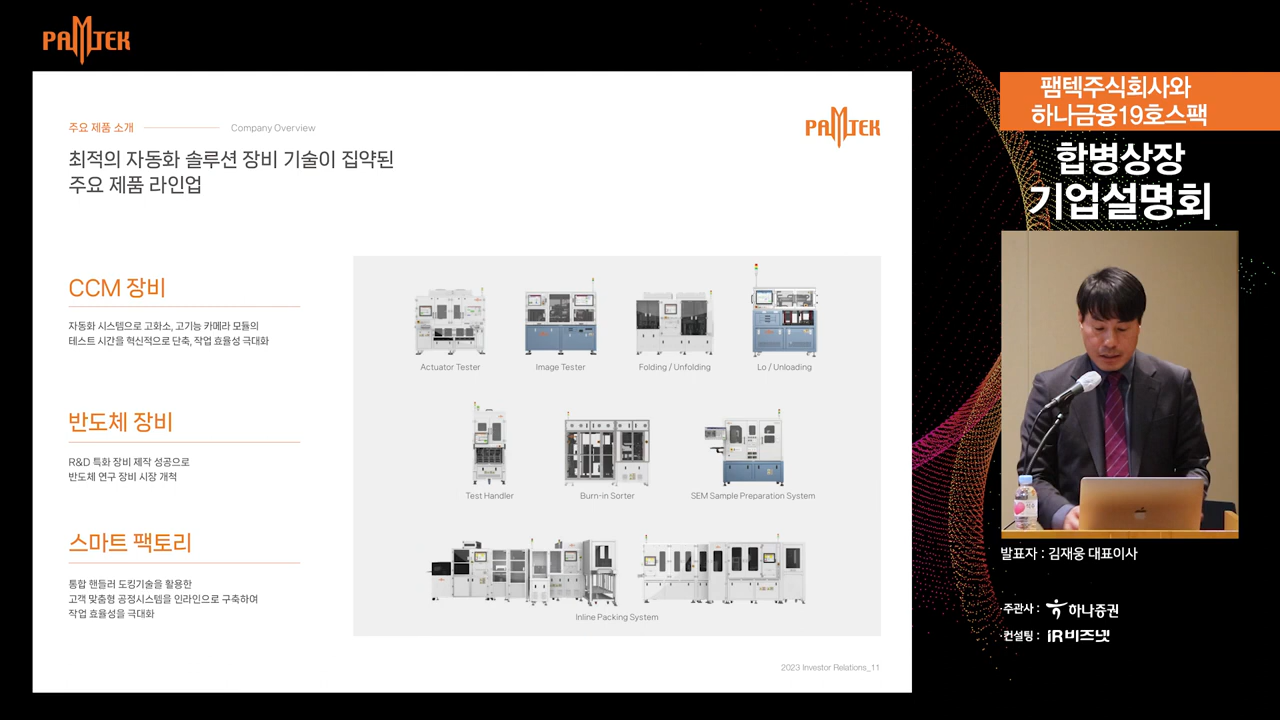 PAMTEK
주요 제품 소개
Company Overview
PAMTEK
최적의 자동화 솔루션 장비 기술이 집약된
주요 제품 라인업
CCM 장비
자동화 시스템으로 고화소, 고기능 카메라 모듈의
테스트 시간을 혁신적으로 단축, 작업 효율성 극대화
Actuator Tester
Image Tester
Folding / Unfolding
Lo / Unloading
반도체 장비
R&D 특화 장비 제작 성공으로
반도체 연구 장비 시장 개척
Test Handler
Burn-in Sorter
SEM Sample Preparation System
스마트 팩토리
통합 핸들러 도킹기술을 활용한
고객 맞춤형 공정시스템을 인라인으로 구축하여
작업 효율성을 극대화
Inline Packing System
2023 Investor Relations_11
팸텍주식회사와
하나금융19호스팩
합병상장
기업설명회
발표자 : 김재웅 대표이사
주관사 : 하나증권
컨설팅 : iR비즈넷